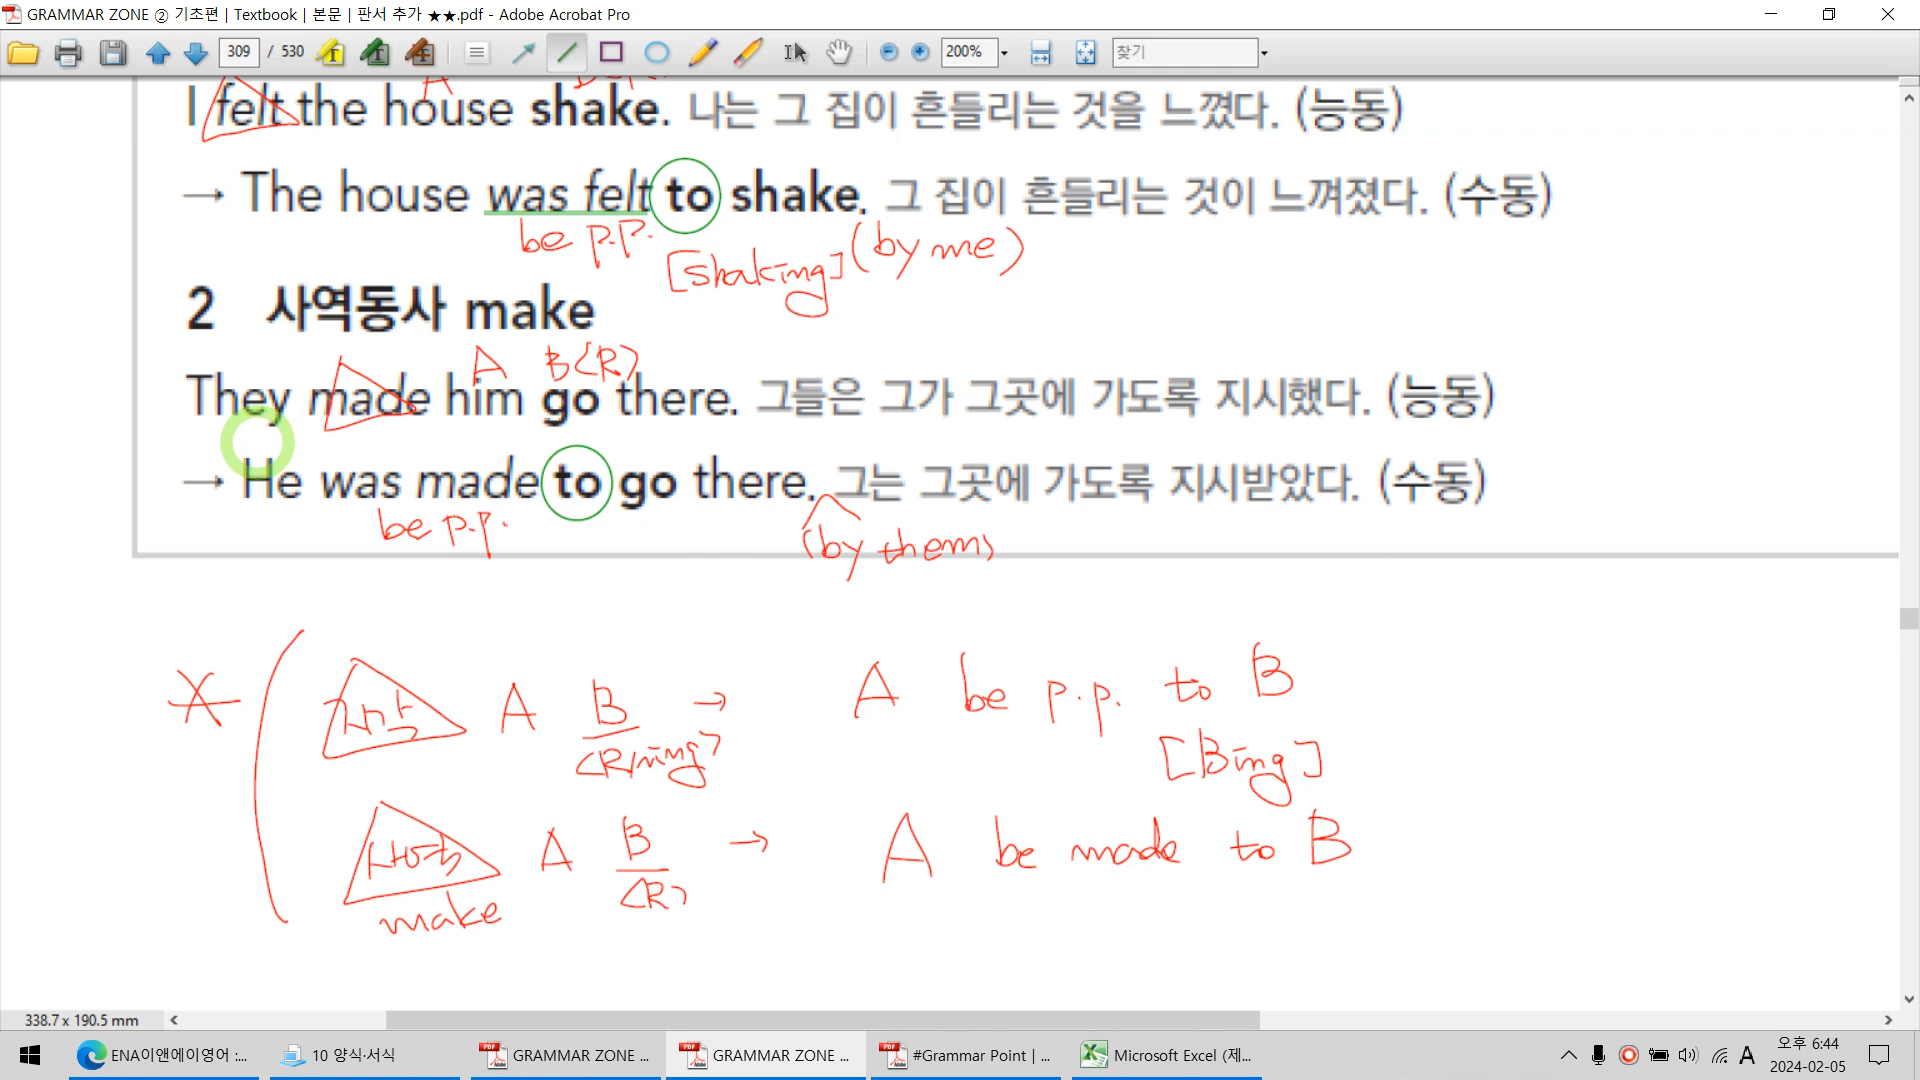 GRAMMAR ZONE ② 기초편 | Textbook | 본문 | 판서 추가 ★★.pdf - Adobe Acrobat Pro
309 / 530 200% 찾기
A
I felt the house shake. 나는 그 집이 흔들리는 것을 느꼈다. (능동)
→ The house was felt to shake. 그 집이 흔들리는 것이 느껴졌다. (수동)
be p.p. [shaking] (by me)
2 사역동사 make
A B<R>
They made him go there. 그들은 그가 그곳에 가도록 지시했다. (능동)
→ He was made to go there. 그는 그곳에 가도록 지시받았다. (수동)
be p.p. (by them)
A B → A be p.p. to B
<R/ing> [Bing]
A B → A be made to B
<R>
make
338.7 x 190.5 mm
ENA이앤에이영어 :... 10 양식·서식 GRAMMAR ZONE ... GRAMMAR ZONE ... #Grammar Point | ... Microsoft Excel (제... A 오후 6:44
2024-02-05